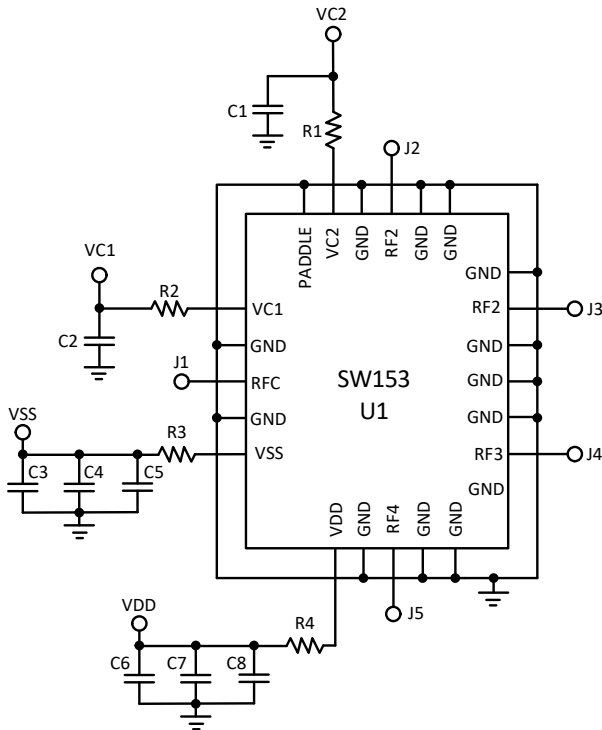 VC2
C1
R1
J2
PADDLE
VC2
GND
RF2
GND
GND
GND
VC1
R2
VC1
RF2
J3
C2
GND
GND
J1
RFC
SW153
GND
U1
VSS
GND
GND
R3
VSS
RF3
J4
C3
C4
C5
GND
VDD
GND
RF4
GND
GND
VDD
R4
J5
C6
C7
C8